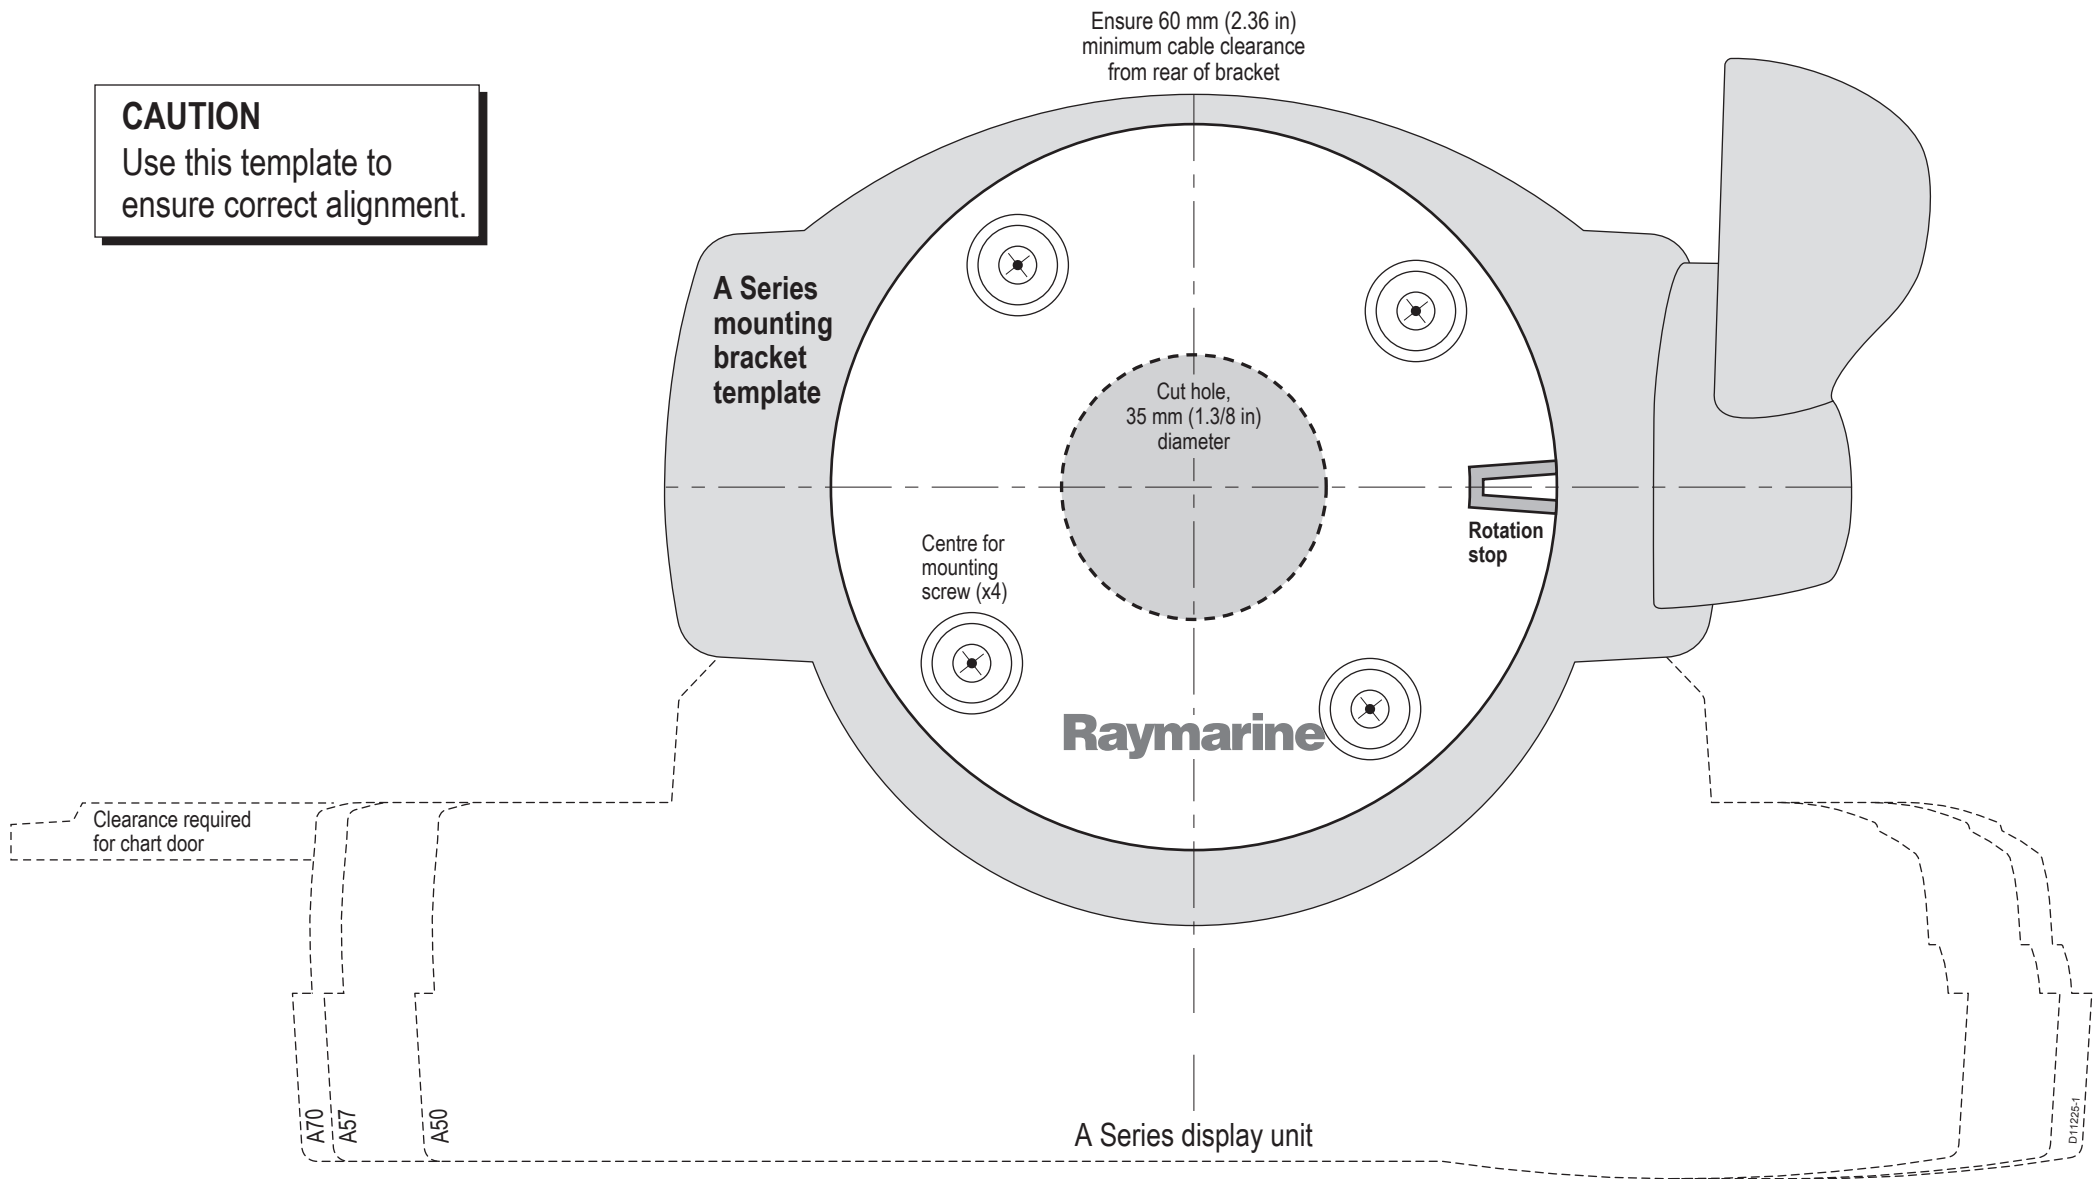 Ensure 60 mm (2.36 in)
minimum cable clearance
from rear of bracket
CAUTION
Use this template to
ensure correct alignment.
A Series
mounting
bracket
template
Cut hole,
35 mm (1.3/8 in)
diameter
Rotation
stop
Centre for
mounting
screw (x4)
Raymarine
Clearance required
for chart door
A70
A57
A50
A Series display unit
D11225-1